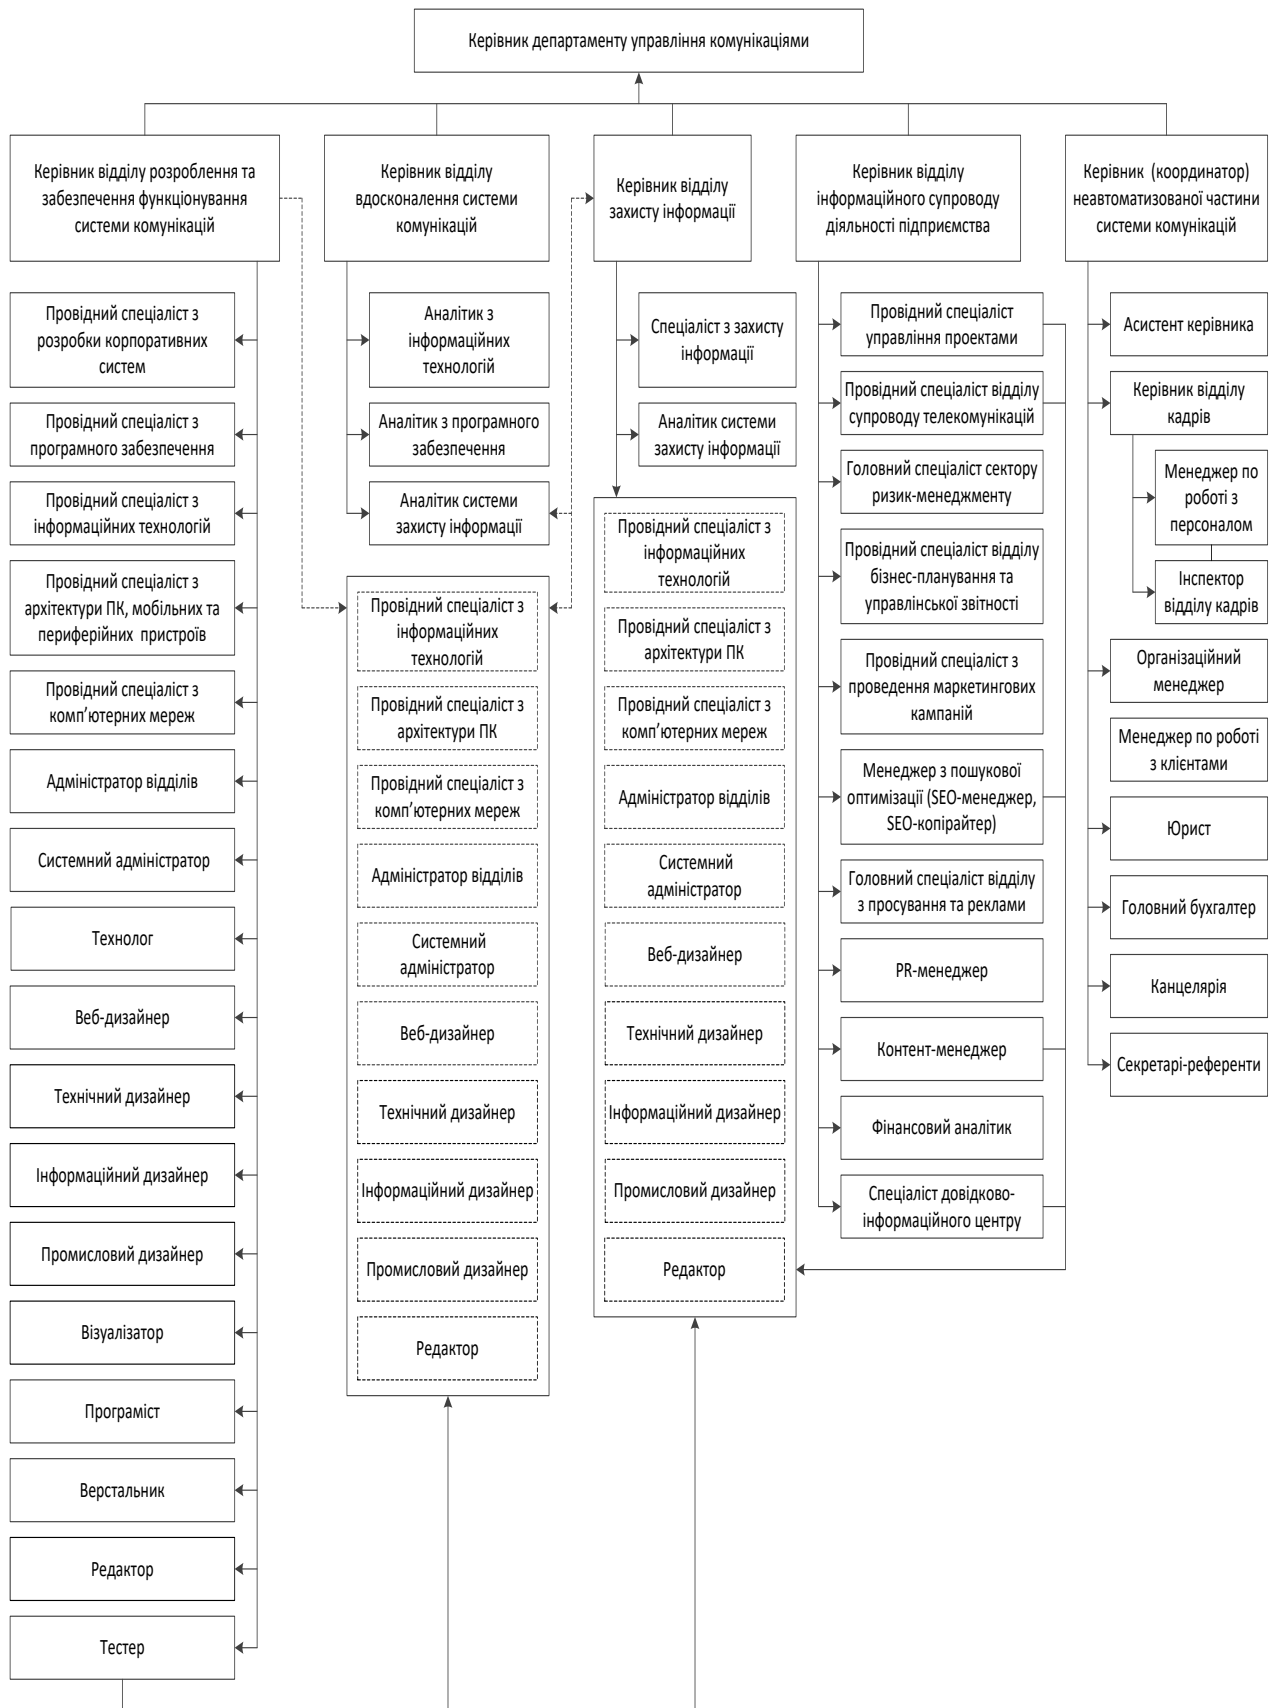 Керівник департаменту управління комунікаціями
Керівник відділу розроблення та
забезпечення функціонування
системи комунікацій
Керівник відділу
вдосконалення системи
комунікацій
Керівник відділу
захисту інформації
Керівник відділу
інформаційного супроводу
діяльності підприємства
Керівник (координатор)
неавтоматизованої частини
системи комунікацій
Провідний спеціаліст з
розробки корпоративних
систем
Провідний спеціаліст з
програмного забезпечення
Провідний спеціаліст з
інформаційних технологій
Провідний спеціаліст з
архітектури ПК, мобільних та
периферійних пристроїв
Провідний спеціаліст з
комп’ютерних мереж
Адміністратор відділів
Системний адміністратор
Технолог
Веб-дизайнер
Технічний дизайнер
Інформаційний дизайнер
Промисловий дизайнер
Візуалізатор
Програміст
Верстальник
Редактор
Тестер
Аналітик з
інформаційних
технологій
Аналітик з програмного
забезпечення
Аналітик системи
захисту інформації
Провідний спеціаліст з
інформаційних
технологій
Провідний спеціаліст з
архітектури ПК
Провідний спеціаліст з
комп’ютерних мереж
Адміністратор відділів
Системний
адміністратор
Веб-дизайнер
Технічний дизайнер
Інформаційний дизайнер
Промисловий дизайнер
Редактор
Спеціаліст з захисту
інформації
Аналітик системи
захисту інформації
Провідний спеціаліст з
інформаційних
технологій
Провідний спеціаліст з
архітектури ПК
Провідний спеціаліст з
комп’ютерних мереж
Адміністратор відділів
Системний
адміністратор
Веб-дизайнер
Технічний дизайнер
Інформаційний дизайнер
Промисловий дизайнер
Редактор
Провідний спеціаліст
управління проектами
Провідний спеціаліст відділу
супроводу телекомунікацій
Головний спеціаліст сектору
ризик-менеджменту
Провідний спеціаліст відділу
бізнес-планування та
управлінської звітності
Провідний спеціаліст з
проведення маркетингових
кампаній
Менеджер з пошукової
оптимізації (SEO-менеджер,
SEO-копірайтер)
Головний спеціаліст відділу
з просування та реклами
PR-менеджер
Контент-менеджер
Фінансовий аналітик
Спеціаліст довідково-
інформаційного центру
Асистент керівника
Керівник відділу
кадрів
Менеджер по
роботі з
персоналом
Інспектор
відділу кадрів
Організаційний
менеджер
Менеджер по роботі
з клієнтами
Юрист
Головний бухгалтер
Канцелярія
Секретарі-референти